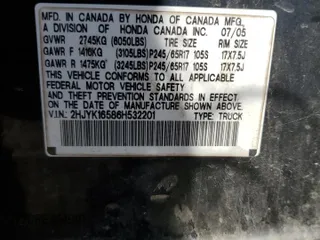 MFD. IN CANADA BY HONDA OF CANADA MFG.,
A DIVISION OF HONDA CANADA INC. 07/05
GVWR 2745KG (6050LBS) TIRE SIZE RIM SIZE
GAWR F 1416KG (3105LBS) P245/65R17 105S 17X7.5J
GAWR R 1475KG (3245LBS) P245/65R17 105S 17X7.5J
THIS VEHICLE CONFORMS TO ALL APPLICABLE
FEDERAL MOTOR VEHICLE SAFETY
AND THEFT PREVENTION STANDARDS IN EFFECT
ON THE DATE OF MANUFACTURE SHOWN ABOVE.
V.I.N.: 2HJYK16586H532201 TYPE: TRUCK